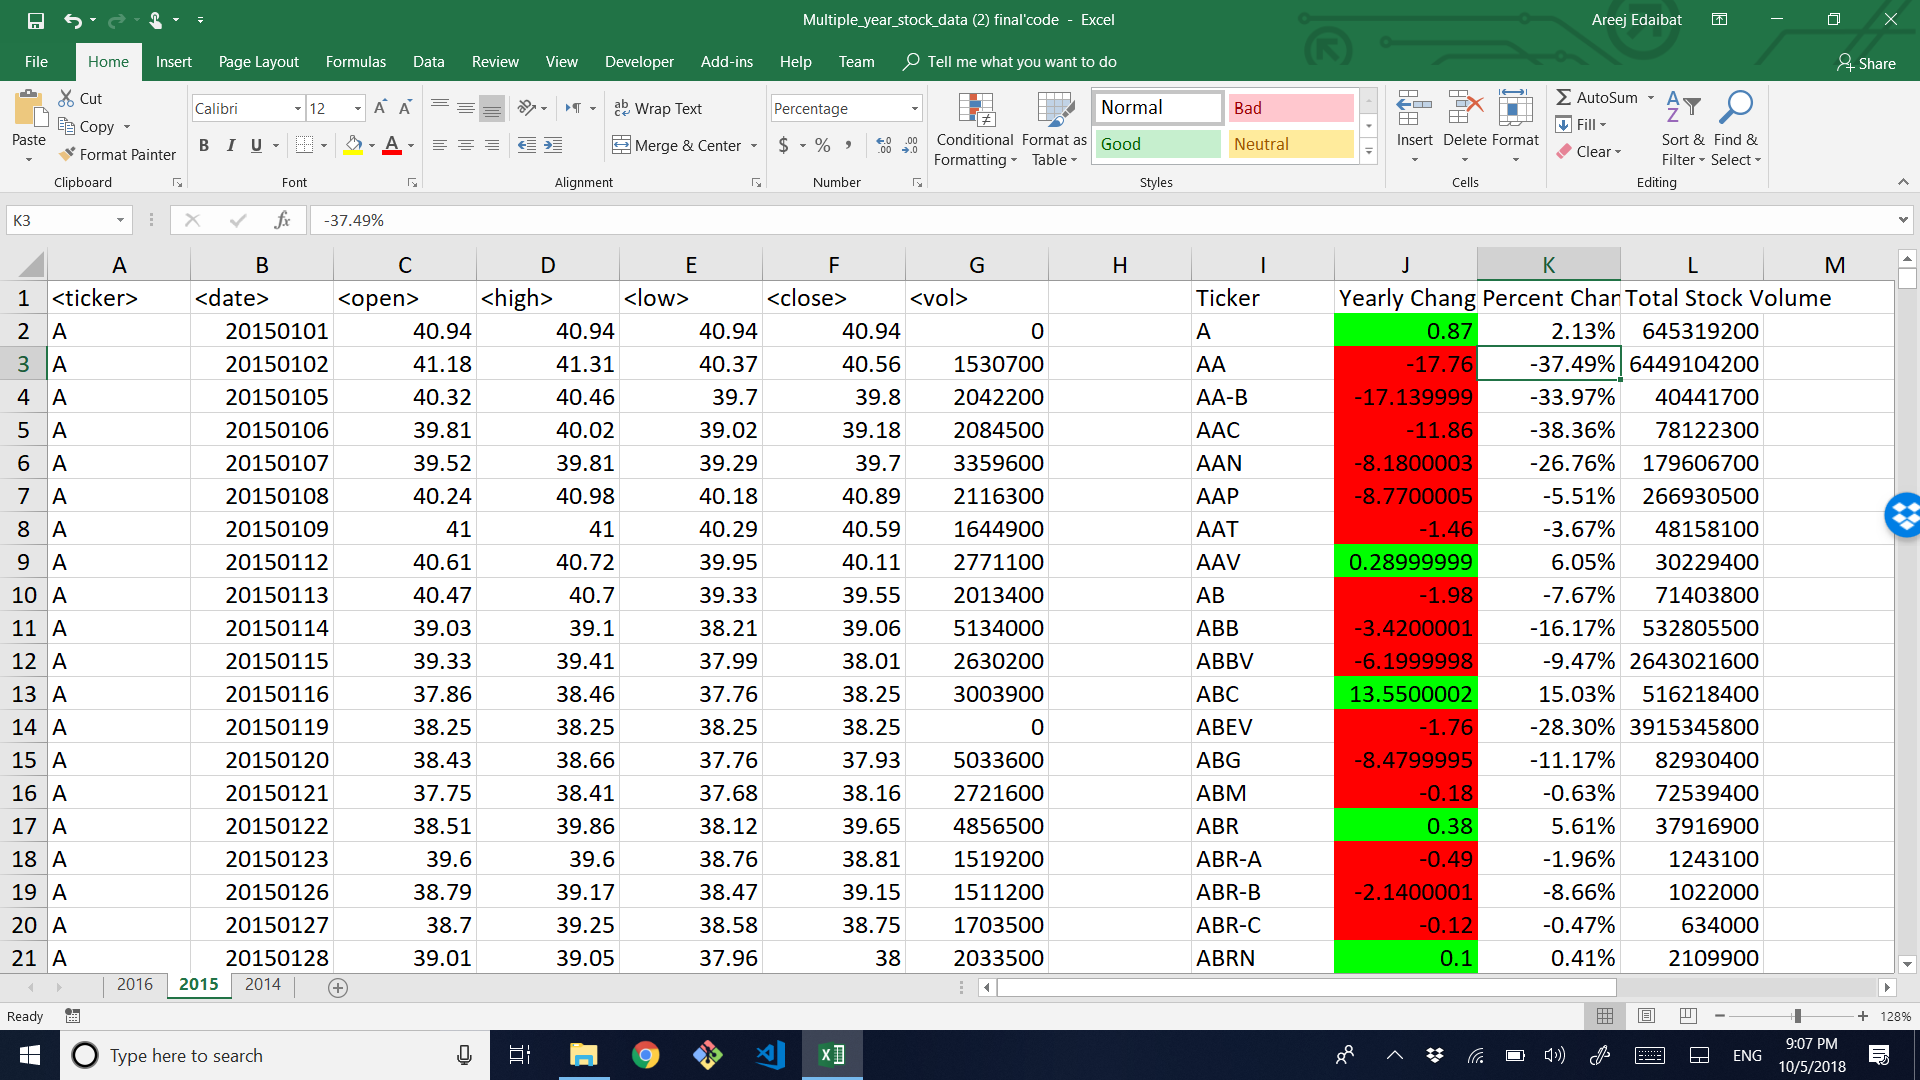 Multiple_year_stock_data (2) final'code - Excel
Areej Edaibat
File Home Insert Page Layout Formulas Data Review View Developer Add-ins Help Team Tell me what you want to do Share
Paste
Cut
Copy
Format Painter
Clipboard
Calibri 12
B I U
Font
Wrap Text
Merge & Center
Alignment
Percentage
$ % ,
Number
Conditional Formatting
Format as Table
Normal Bad
Good Neutral
Styles
Insert Delete Format
Cells
AutoSum
Fill
Clear
Sort & Filter
Find & Select
Editing
K3 fx -37.49%
A B C D E F G H I J K L M
1 <ticker> <date> <open> <high> <low> <close> <vol> Ticker Yearly Chang Percent Chan Total Stock Volume
2 A 20150101 40.94 40.94 40.94 40.94 0 A 0.87 2.13% 645319200
3 A 20150102 41.18 41.31 40.37 40.56 1530700 AA -17.76 -37.49% 6449104200
4 A 20150105 40.32 40.46 39.7 39.8 2042200 AA-B -17.139999 -33.97% 40441700
5 A 20150106 39.81 40.02 39.02 39.18 2084500 AAC -11.86 -38.36% 78122300
6 A 20150107 39.52 39.81 39.29 39.7 3359600 AAN -8.1800003 -26.76% 179606700
7 A 20150108 40.24 40.98 40.18 40.89 2116300 AAP -8.7700005 -5.51% 266930500
8 A 20150109 41 41 40.29 40.59 1644900 AAT -1.46 -3.67% 48158100
9 A 20150112 40.61 40.72 39.95 40.11 2771100 AAV 0.28999999 6.05% 30229400
10 A 20150113 40.47 40.7 39.33 39.55 2013400 AB -1.98 -7.67% 71403800
11 A 20150114 39.03 39.1 38.21 39.06 5134000 ABB -3.4200001 -16.17% 532805500
12 A 20150115 39.33 39.41 37.99 38.01 2630200 ABBV -6.1999998 -9.47% 2643021600
13 A 20150116 37.86 38.46 37.76 38.25 3003900 ABC 13.5500002 15.03% 516218400
14 A 20150119 38.25 38.25 38.25 38.25 0 ABEV -1.76 -28.30% 3915345800
15 A 20150120 38.43 38.66 37.76 37.93 5033600 ABG -8.4799995 -11.17% 82930400
16 A 20150121 37.75 38.41 37.68 38.16 2721600 ABM -0.18 -0.63% 72539400
17 A 20150122 38.51 39.86 38.12 39.65 4856500 ABR 0.38 5.61% 37916900
18 A 20150123 39.6 39.6 38.76 38.81 1519200 ABR-A -0.49 -1.96% 1243100
19 A 20150126 38.79 39.17 38.47 39.15 1511200 ABR-B -2.1400001 -8.66% 1022000
20 A 20150127 38.7 39.25 38.58 38.75 1703500 ABR-C -0.12 -0.47% 634000
21 A 20150128 39.01 39.05 37.96 38 2033500 ABRN 0.1 0.41% 2109900
2016 2015 2014
Ready 128%
Type here to search
ENG
9:07 PM
10/5/2018